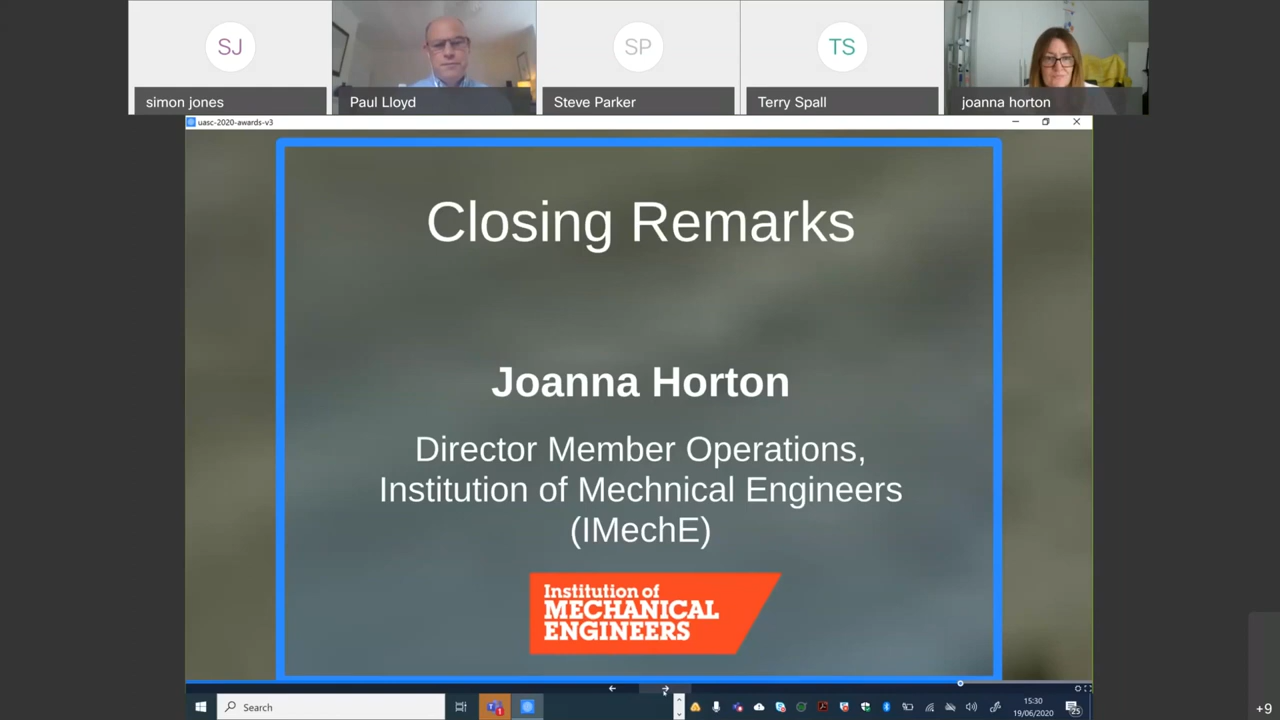 SJ
SP
TS
simon jones
Paul Lloyd
Steve Parker
Terry Spall
joanna horton
uasc-2020-awards-v3
Closing Remarks
Joanna Horton
Director Member Operations,
Institution of Mechnical Engineers
(IMechE)
Institution of
MECHANICAL
ENGINEERS
Search
1
15:30
19/06/2020
25
+9